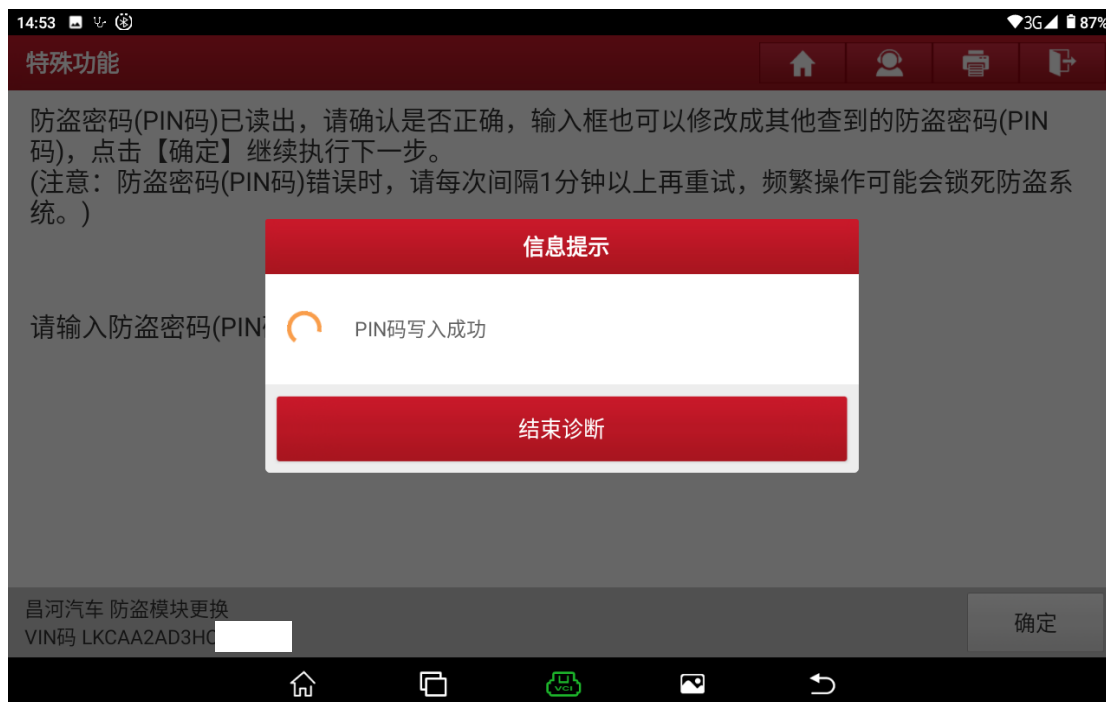 14:53
3G 87%
特殊功能
防盗密码(PIN码)已读出，请确认是否正确，输入框也可以修改成其他查到的防盗密码(PIN
码)，点击【确定】继续执行下一步。
(注意：防盗密码(PIN码)错误时，请每次间隔1分钟以上再重试，频繁操作可能会锁死防盗系
统。)
信息提示
请输入防盗密码(PIN
PIN码写入成功
结束诊断
昌河汽车 防盗模块更换
VIN码 LKCAA2AD3HC
确定
VCI